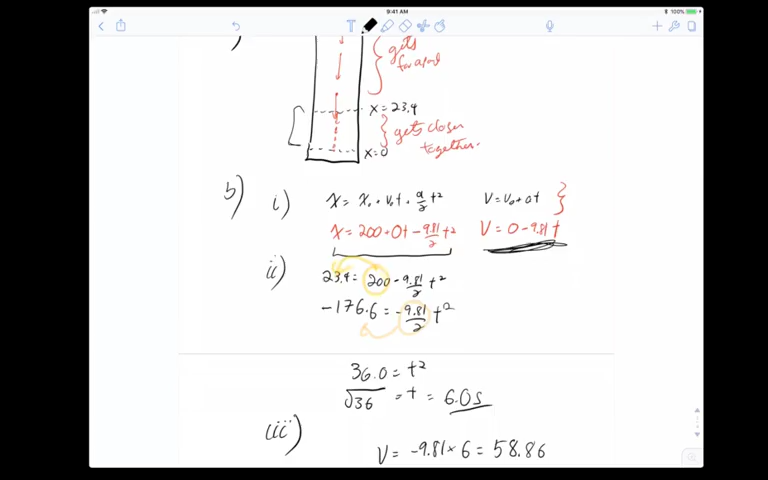 9:41 AM
100%
T
gets
x = 23.4
gets closer
together.
x=0
b) i) x = x₀ + v₀t + a/2 t² V = v₀ + at
x = 200 + 0t - 9.81/2 t² V = 0 - 9.81 t
ii) 23.4 = 200 - 9.81/2 t²
-176.6 = - 9.81/2 t²
36.0 = t²
√36 = t = 6.0s
iii)
V = -9.81 × 6 = 58.86